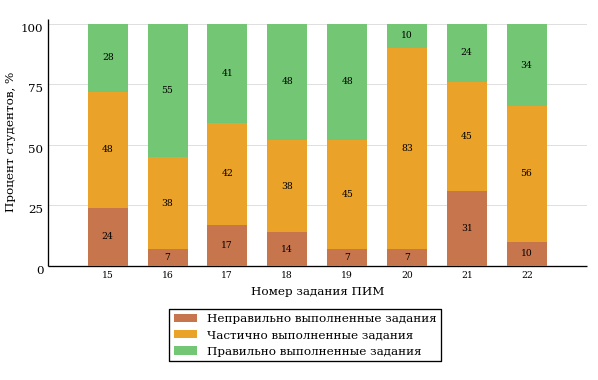 Процент студентов, %
100
75
50
25
0
28 55 41 48 48 10 24 34
48 38 42 38 45 83 45 56
24 7 17 14 7 7 31 10
15 16 17 18 19 20 21 22
Номер задания ПИМ
Неправильно выполненные задания
Частично выполненные задания
Правильно выполненные задания